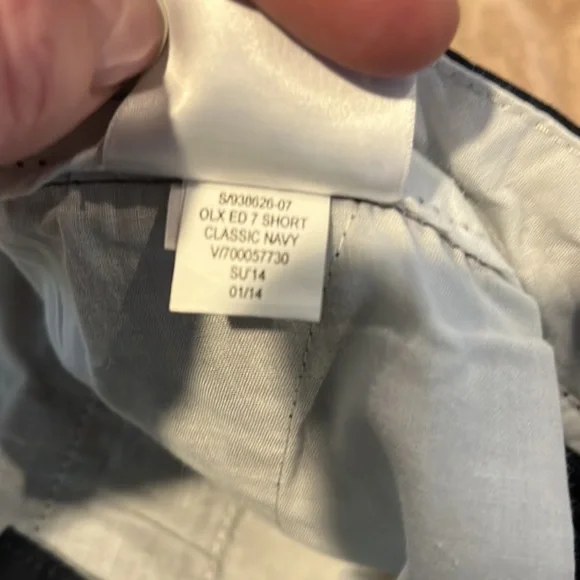 S/938626-07
OLX ED 7 SHORT
CLASSIC NAVY
V/700057730
SU'14
01/14